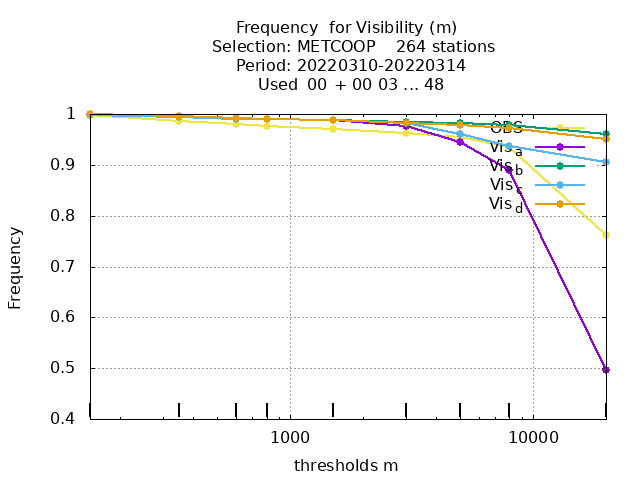 Frequency  for Visibility (m)
Selection: METCOOP    264 stations
Period: 20220310-20220314
Used  00 + 00 03 ... 48
1
0.9
0.8
0.7
0.6
0.5
0.4
Frequency
OBS
Vis a
Vis b
Vis c
Vis d
1000
10000
thresholds m